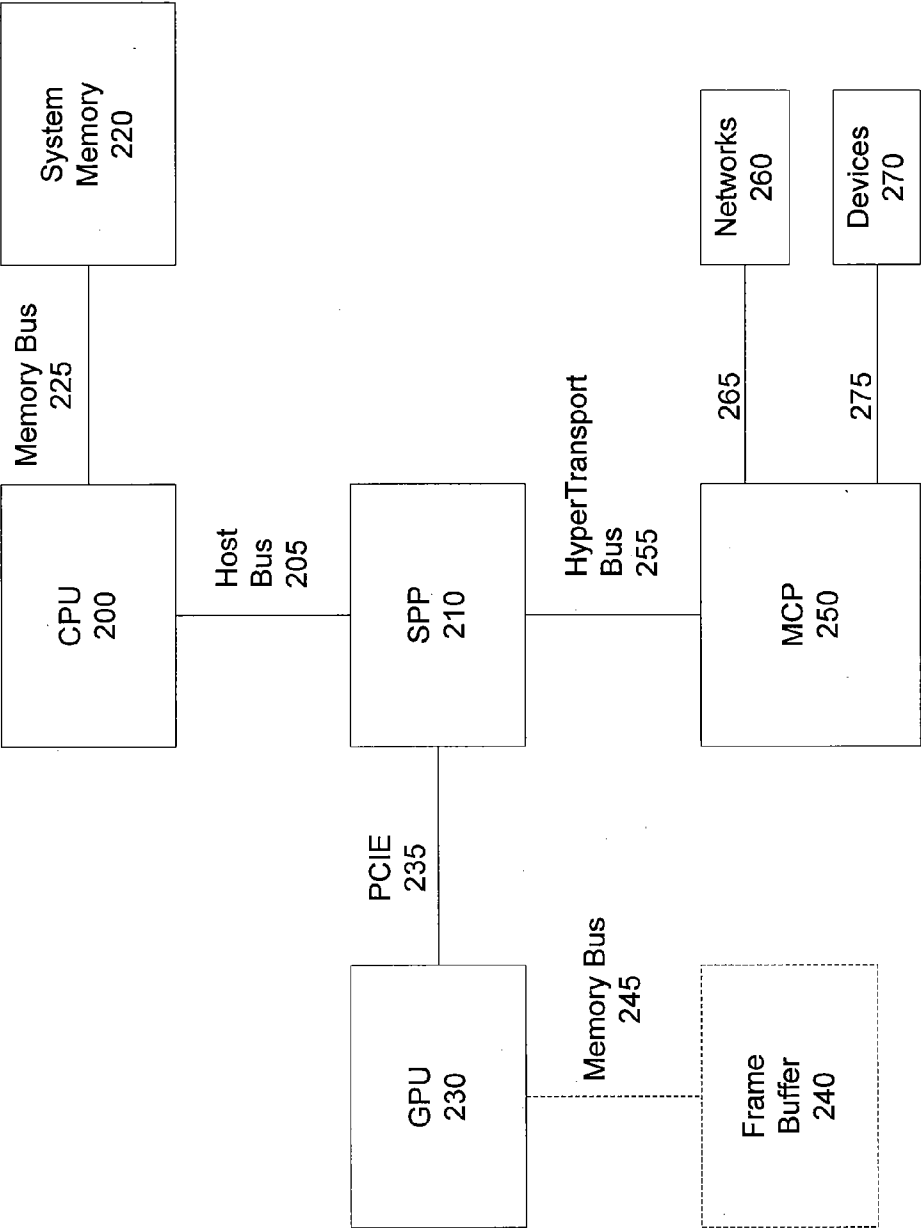 CPU
200
Memory Bus
225
System
Memory
220
Host
Bus
205
GPU
230
PCIE
235
SPP
210
Memory Bus
245
HyperTransport
Bus
255
Frame
Buffer
240
MCP
250
265
Networks
260
275
Devices
270